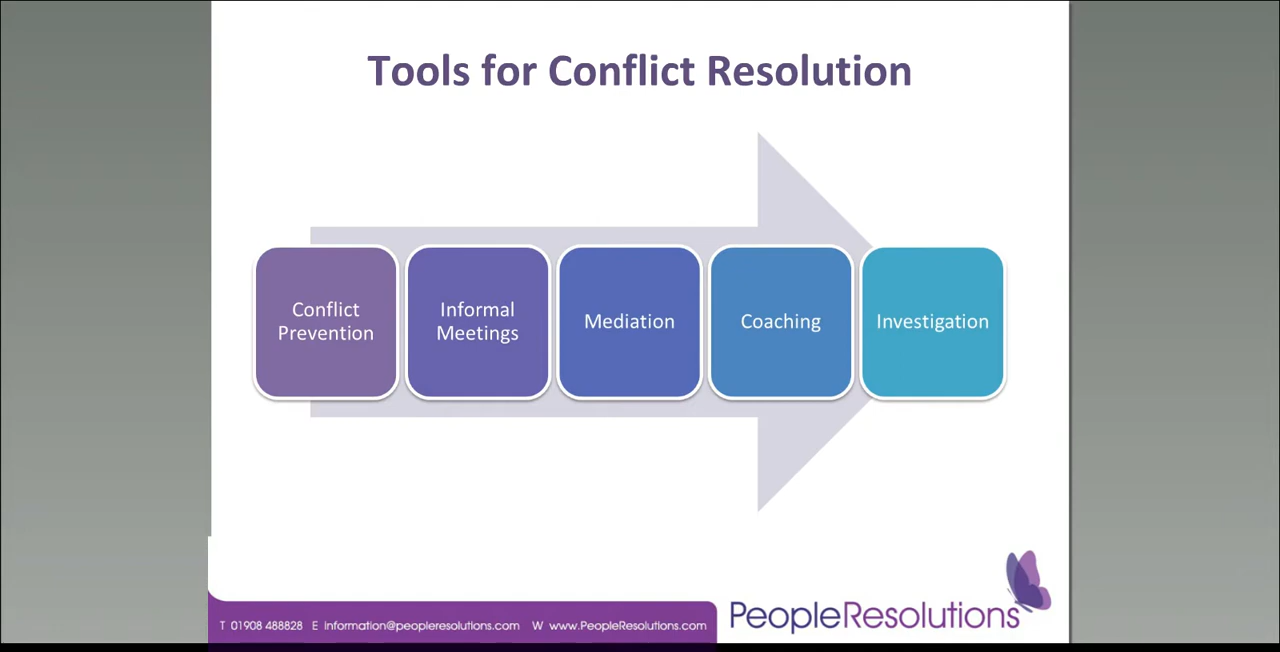 Tools for Conflict Resolution
Conflict
Prevention
Informal
Meetings
Mediation
Coaching
Investigation
T 01908 488828 E information@peopleresolutions.com W www.PeopleResolutions.com
PeopleResolutions